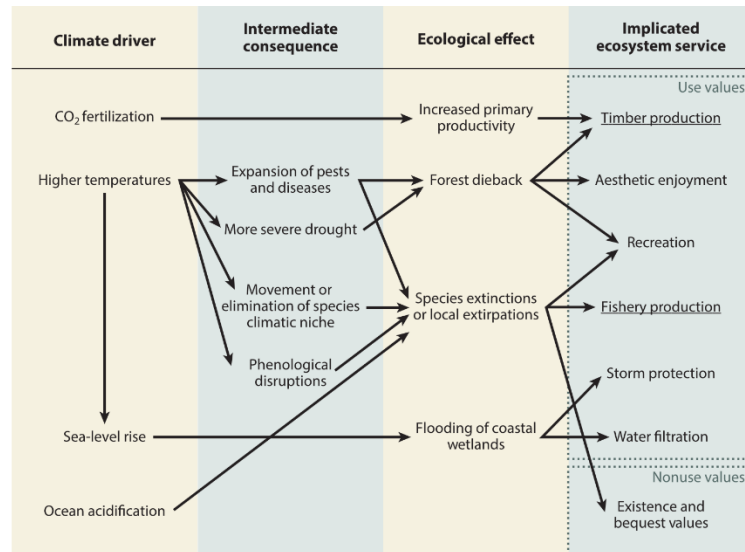 Climate driver
Intermediate
consequence
Ecological effect
Implicated
ecosystem service
Use values
CO₂ fertilization
Increased primary
productivity
Timber production
Higher temperatures
Expansion of pests
and diseases
Forest dieback
Aesthetic enjoyment
More severe drought
Recreation
Movement or
elimination of species
climatic niche
Species extinctions
or local extirpations
Fishery production
Phenological
disruptions
Storm protection
Sea-level rise
Flooding of coastal
wetlands
Water filtration
Nonuse values
Ocean acidification
Existence and
bequest values